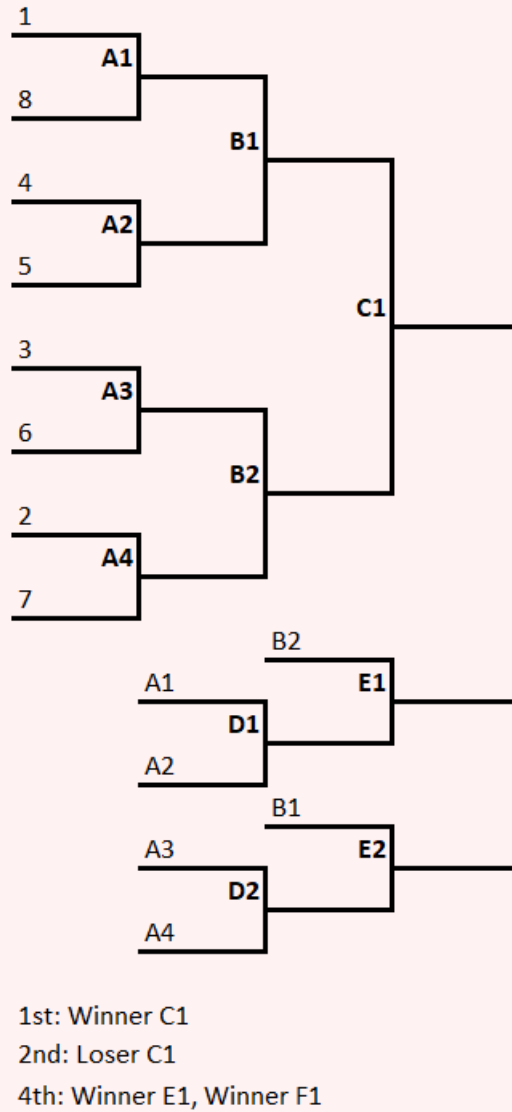 1
A1
8
B1
4
A2
5
C1
3
A3
6
B2
2
A4
7
B2
A1
E1
D1
A2
B1
A3
E2
D2
A4
1st: Winner C1
2nd: Loser C1
4th: Winner E1, Winner F1